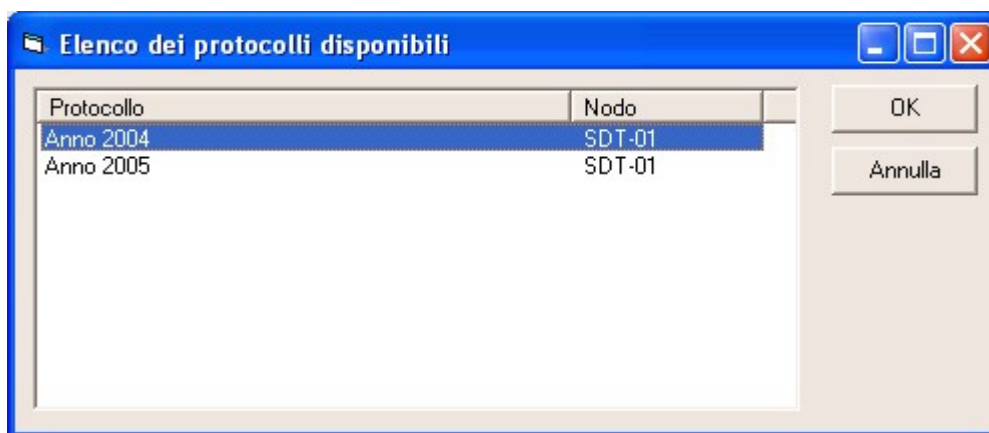 Elenco dei protocolli disponibili
Protocollo Nodo OK
Anno 2004 SDT-01
Anno 2005 SDT-01 Annulla